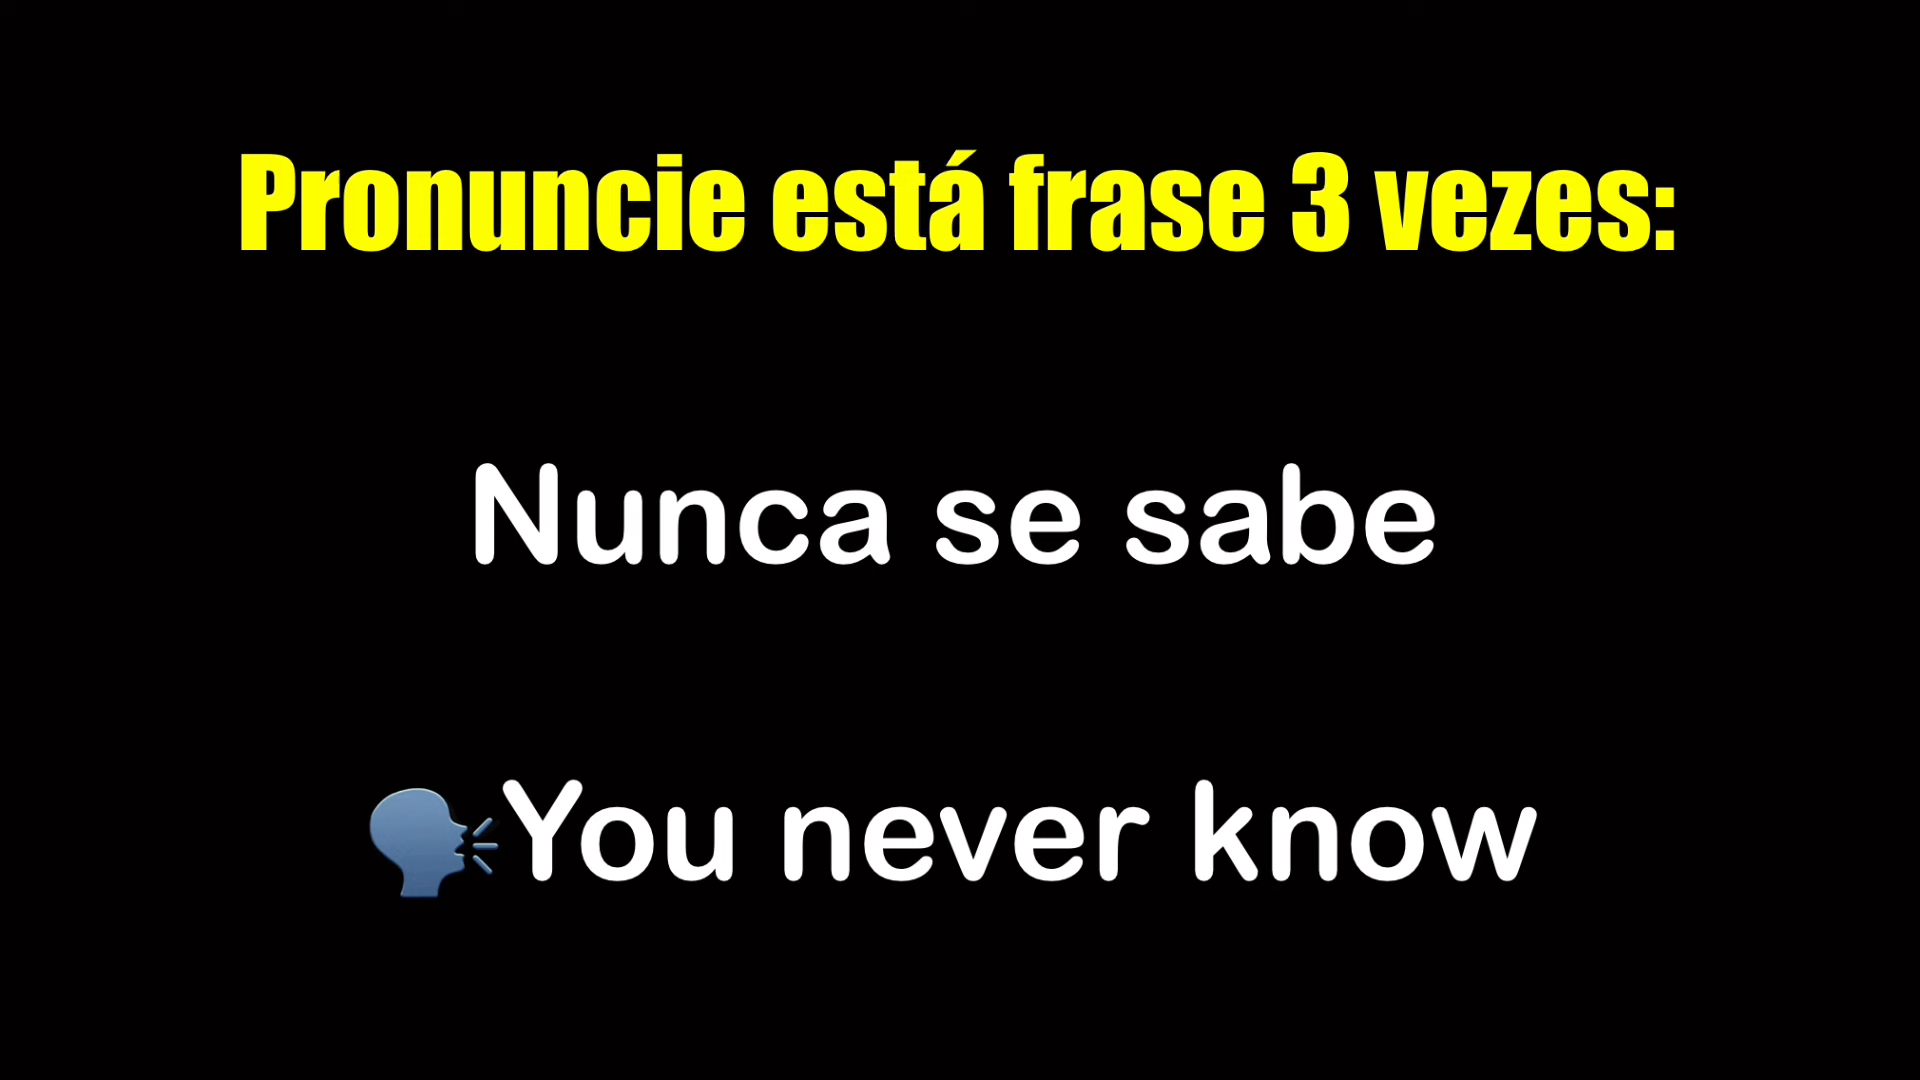 Pronuncie está frase 3 vezes:
Nunca se sabe
🗣️You never know